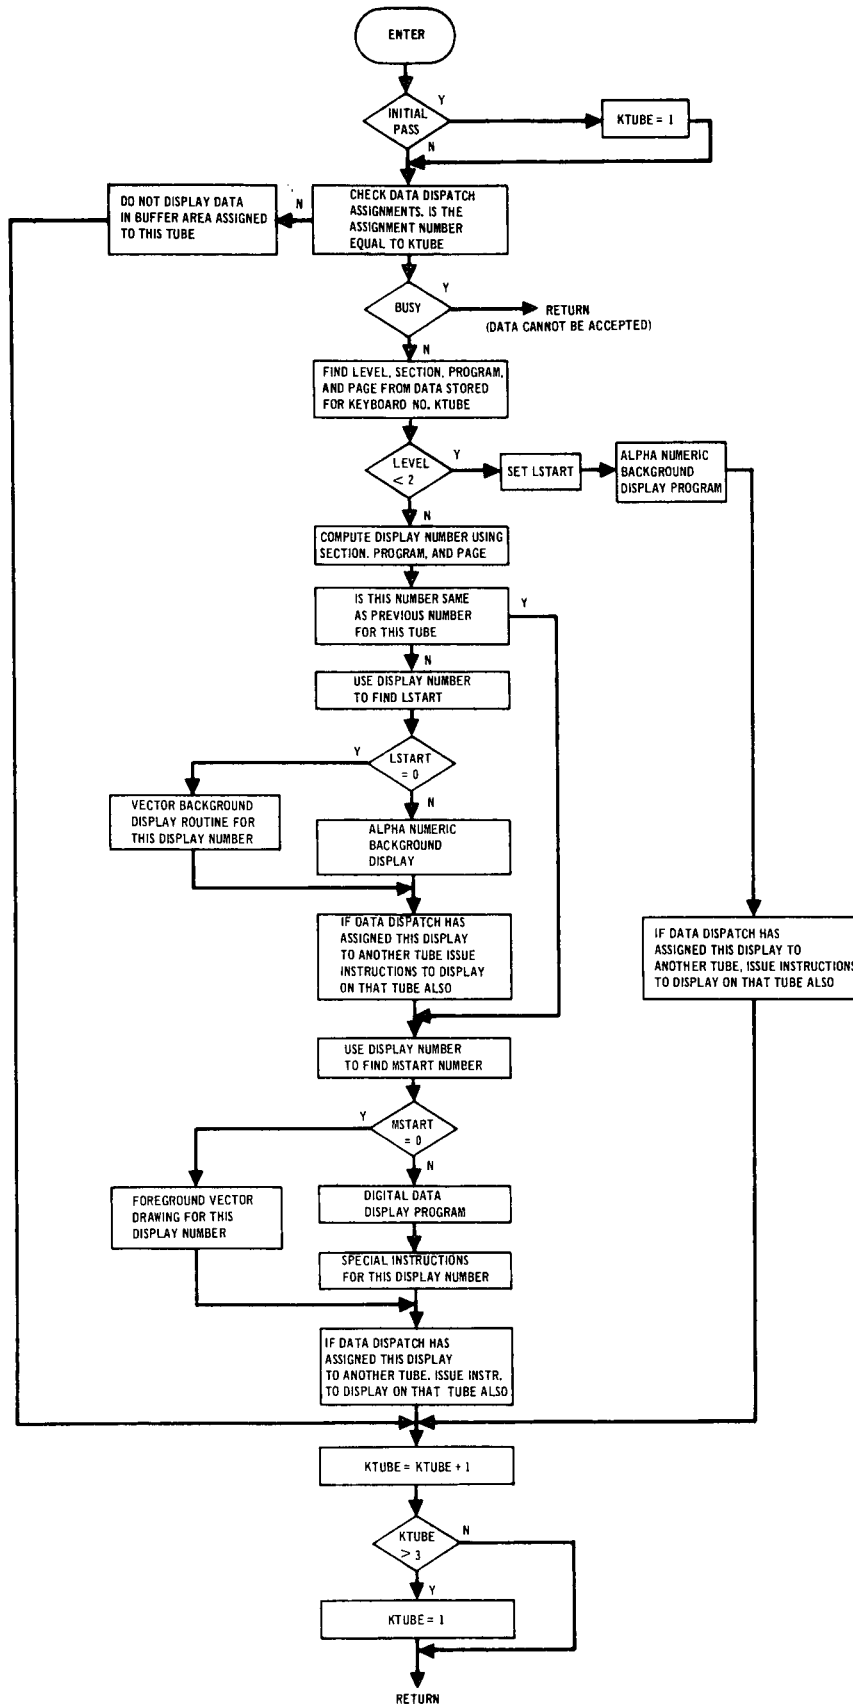 ENTER
Y
INITIAL
PASS
KTUBE = 1
N
DO NOT DISPLAY DATA
IN BUFFER AREA ASSIGNED
TO THIS TUBE
N
CHECK DATA DISPATCH
ASSIGNMENTS. IS THE
ASSIGNMENT NUMBER
EQUAL TO KTUBE
Y
BUSY
RETURN
(DATA CANNOT BE ACCEPTED)
N
FIND LEVEL, SECTION, PROGRAM,
AND PAGE FROM DATA STORED
FOR KEYBOARD NO. KTUBE
LEVEL
< 2
Y
SET LSTART
ALPHA NUMERIC
BACKGROUND
DISPLAY PROGRAM
N
COMPUTE DISPLAY NUMBER USING
SECTION, PROGRAM, AND PAGE
IS THIS NUMBER SAME
AS PREVIOUS NUMBER
FOR THIS TUBE
Y
N
USE DISPLAY NUMBER
TO FIND LSTART
Y
LSTART
= 0
N
VECTOR BACKGROUND
DISPLAY ROUTINE FOR
THIS DISPLAY NUMBER
ALPHA NUMERIC
BACKGROUND
DISPLAY
IF DATA DISPATCH HAS
ASSIGNED THIS DISPLAY
TO ANOTHER TUBE ISSUE
INSTRUCTIONS TO DISPLAY
ON THAT TUBE ALSO
IF DATA DISPATCH HAS
ASSIGNED THIS DISPLAY TO
ANOTHER TUBE, ISSUE INSTRUCTIONS
TO DISPLAY ON THAT TUBE ALSO
USE DISPLAY NUMBER
TO FIND MSTART NUMBER
Y
MSTART
= 0
N
FOREGROUND VECTOR
DRAWING FOR THIS
DISPLAY NUMBER
DIGITAL DATA
DISPLAY PROGRAM
SPECIAL INSTRUCTIONS
FOR THIS DISPLAY NUMBER
IF DATA DISPATCH HAS
ASSIGNED THIS DISPLAY
TO ANOTHER TUBE. ISSUE INSTR.
TO DISPLAY ON THAT TUBE ALSO
KTUBE = KTUBE + 1
KTUBE
> 3
N
Y
KTUBE = 1
RETURN